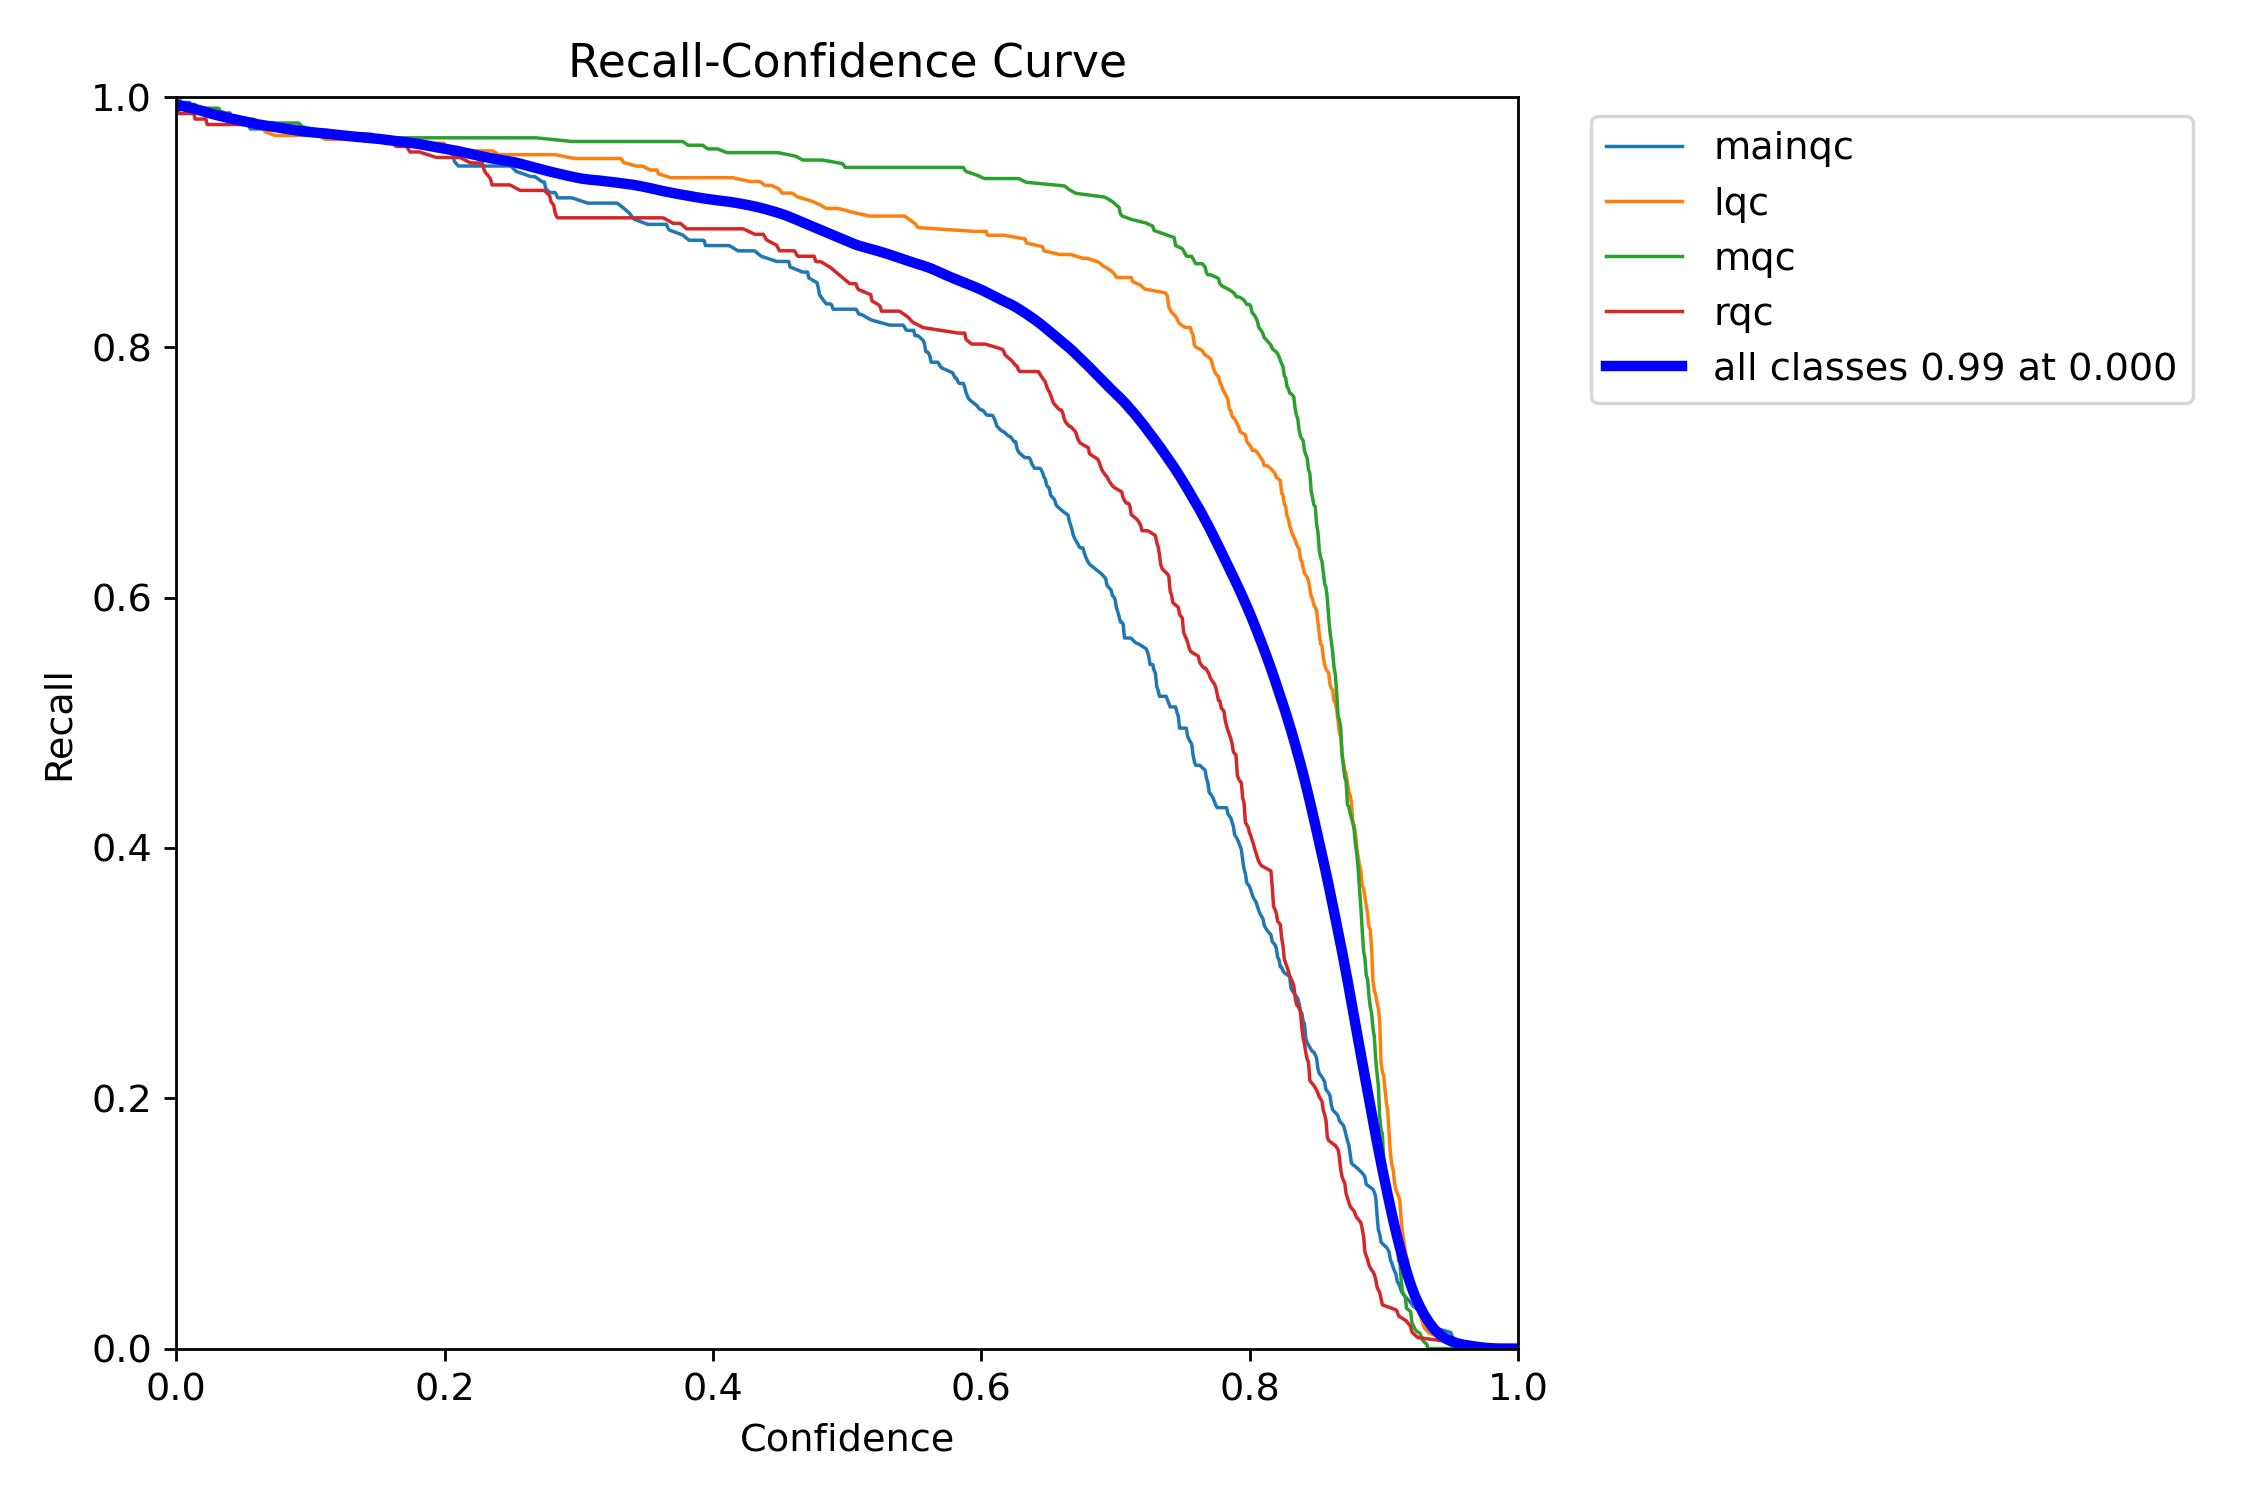 Recall-Confidence Curve
1.0
0.8
0.6
0.4
0.2
0.0
Recall
0.0 0.2 0.4 0.6 0.8 1.0
Confidence
mainqc
lqc
mqc
rqc
all classes 0.99 at 0.000